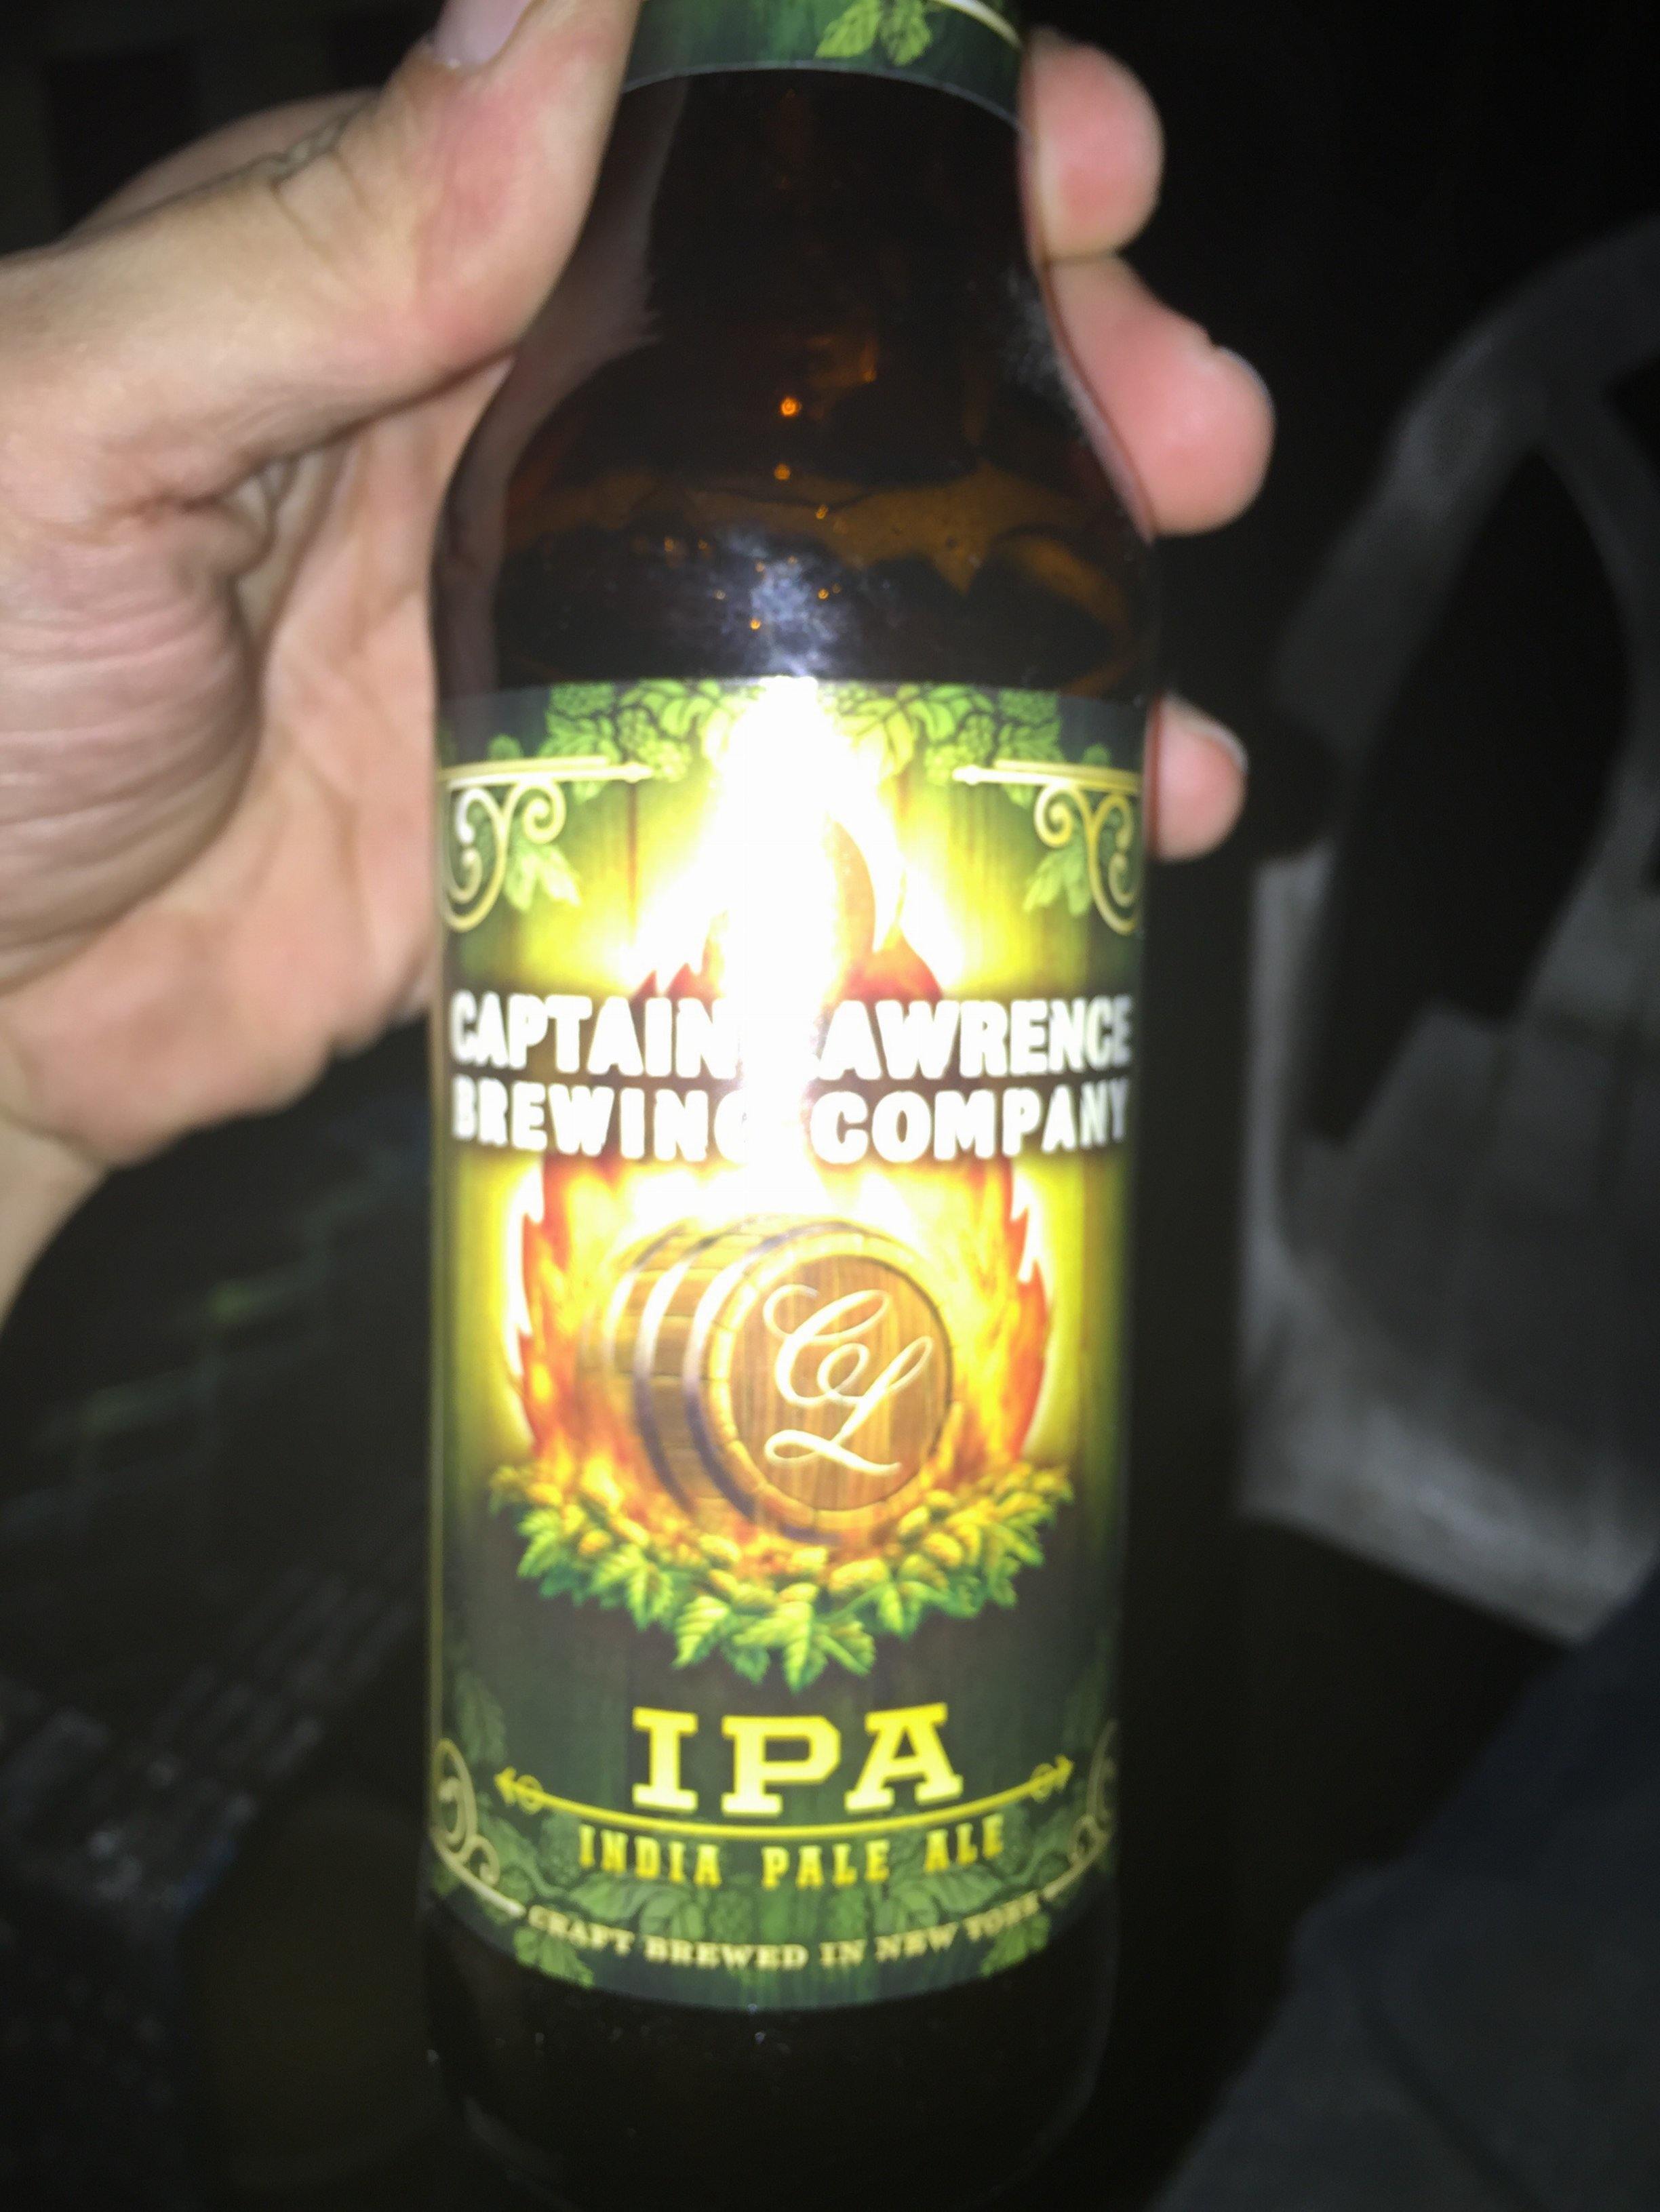 CAPTAIN LAWRENCE
BREWING COMPANY
CL
IPA
INDIA PALE ALE
CRAFT BREWED IN NEW YORK